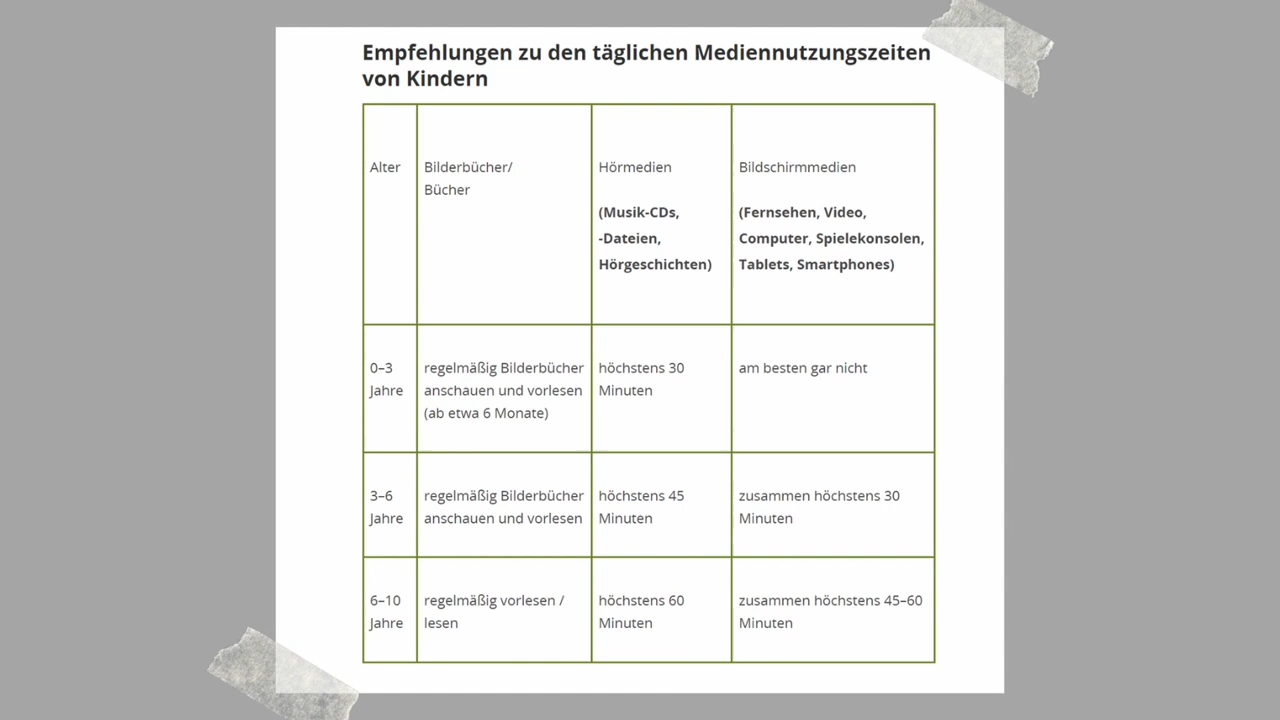 Empfehlungen zu den täglichen Mediennutzungszeiten
von Kindern
Alter
Bilderbücher/
Bücher
Hörmedien
(Musik-CDs,
-Dateien,
Hörgeschichten)
Bildschirmmedien
(Fernsehen, Video,
Computer, Spielekonsolen,
Tablets, Smartphones)
0–3
Jahre
regelmäßig Bilderbücher
anschauen und vorlesen
(ab etwa 6 Monate)
höchstens 30
Minuten
am besten gar nicht
3–6
Jahre
regelmäßig Bilderbücher
anschauen und vorlesen
höchstens 45
Minuten
zusammen höchstens 30
Minuten
6–10
Jahre
regelmäßig vorlesen /
lesen
höchstens 60
Minuten
zusammen höchstens 45–60
Minuten